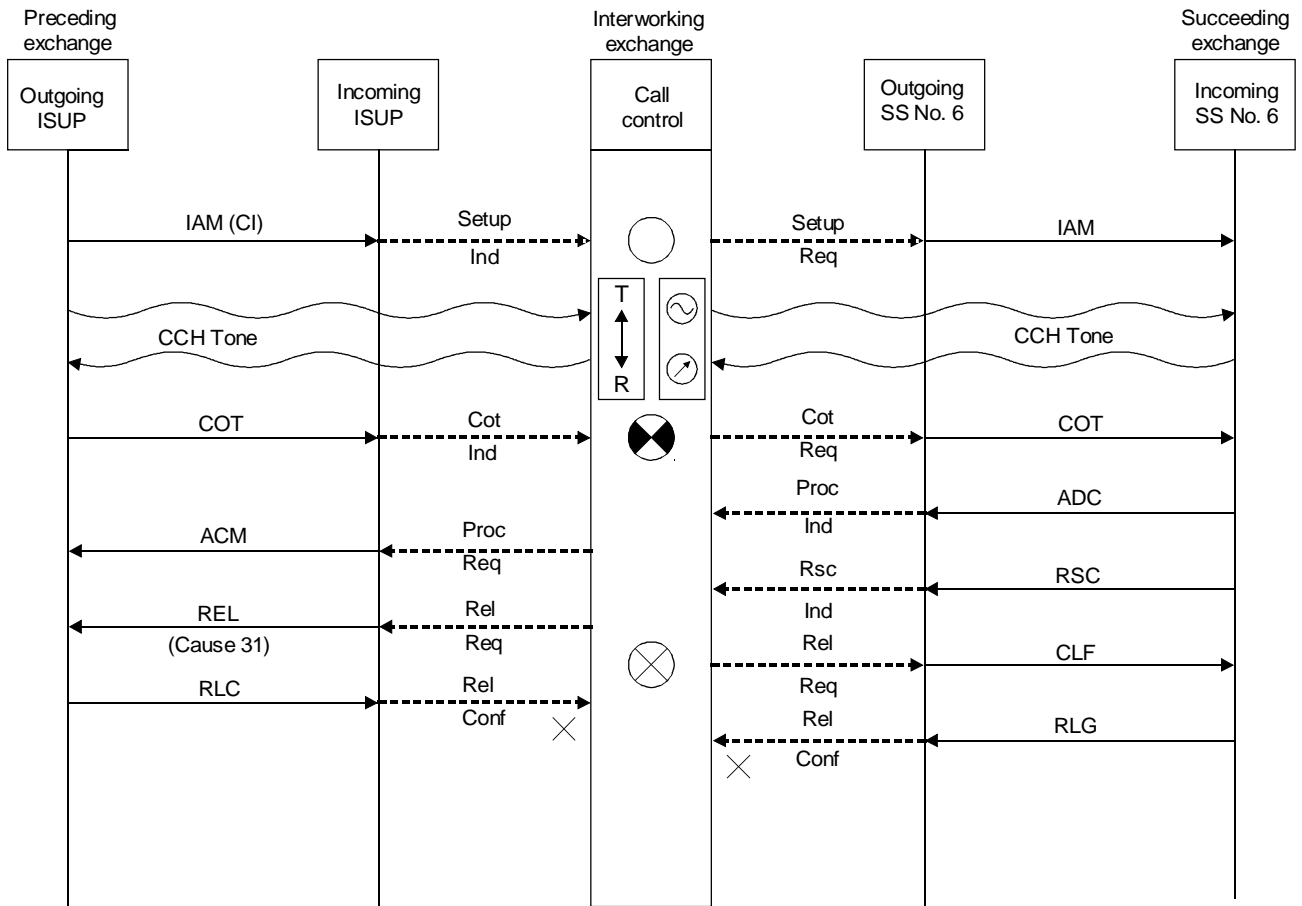 Preceding
exchange
Interworking
exchange
Succeeding
exchange
Outgoing
ISUP
Incoming
ISUP
Call
control
Outgoing
SS No. 6
Incoming
SS No. 6
IAM (CI)
Setup
Ind
Setup
Req
IAM
T
R
CCH Tone
CCH Tone
COT
Cot
Ind
Cot
Req
COT
Proc
Ind
ADC
ACM
Proc
Req
Rsc
Ind
RSC
REL
(Cause 31)
Rel
Req
Rel
Req
CLF
RLC
Rel
Conf
Rel
Conf
RLG